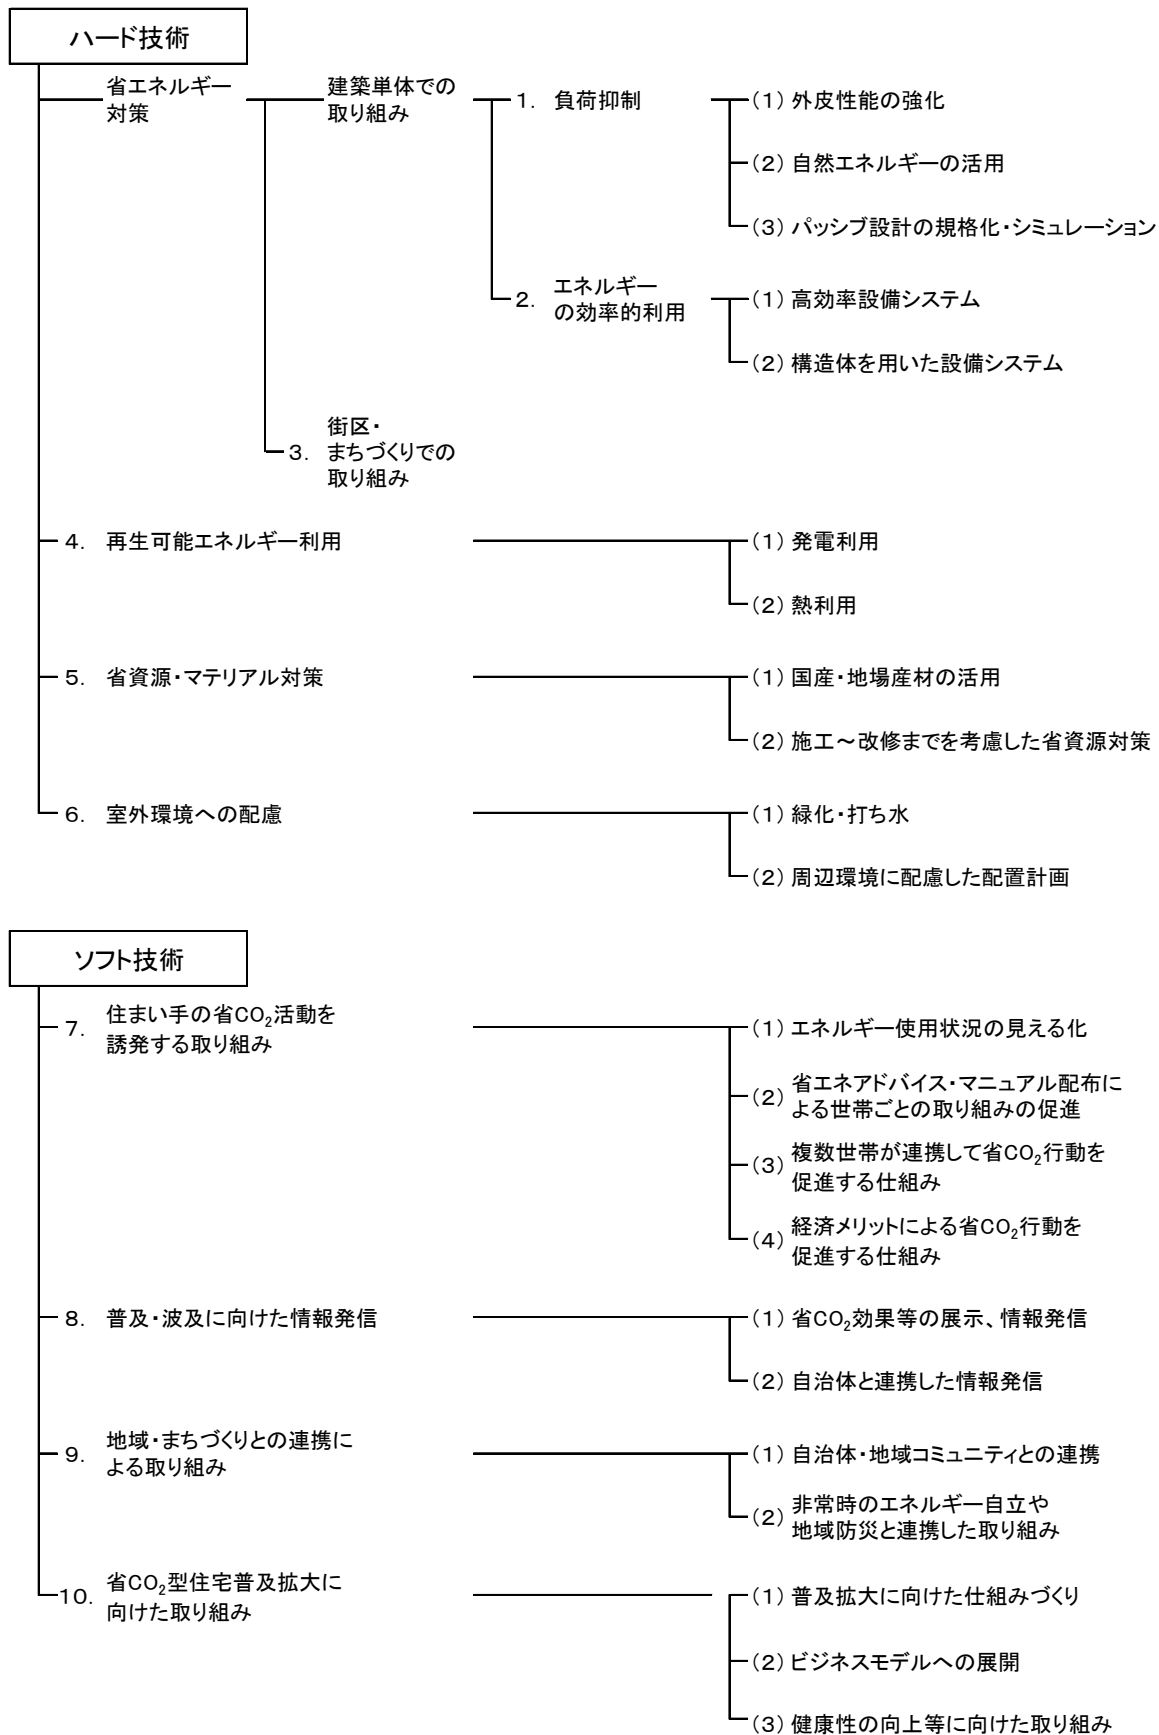 ハード技術
省エネルギー
対策
建築単体での
取り組み
1. 負荷抑制
(1) 外皮性能の強化
(2) 自然エネルギーの活用
(3) パッシブ設計の規格化・シミュレーション
2. エネルギー
の効率的利用
(1) 高効率設備システム
(2) 構造体を用いた設備システム
3. 街区・
まちづくりでの
取り組み
4. 再生可能エネルギー利用
(1) 発電利用
(2) 熱利用
5. 省資源・マテリアル対策
(1) 国産・地場産材の活用
(2) 施工～改修までを考慮した省資源対策
6. 室外環境への配慮
(1) 緑化・打ち水
(2) 周辺環境に配慮した配置計画
ソフト技術
7. 住まい手の省CO₂活動を
誘発する取り組み
(1) エネルギー使用状況の見える化
(2) 省エネアドバイス・マニュアル配布に
よる世帯ごとの取り組みの促進
(3) 複数世帯が連携して省CO₂行動を
促進する仕組み
(4) 経済メリットによる省CO₂行動を
促進する仕組み
8. 普及・波及に向けた情報発信
(1) 省CO₂効果等の展示、情報発信
(2) 自治体と連携した情報発信
9. 地域・まちづくりとの連携に
よる取り組み
(1) 自治体・地域コミュニティとの連携
(2) 非常時のエネルギー自立や
地域防災と連携した取り組み
10. 省CO₂型住宅普及拡大に
向けた取り組み
(1) 普及拡大に向けた仕組みづくり
(2) ビジネスモデルへの展開
(3) 健康性の向上等に向けた取り組み